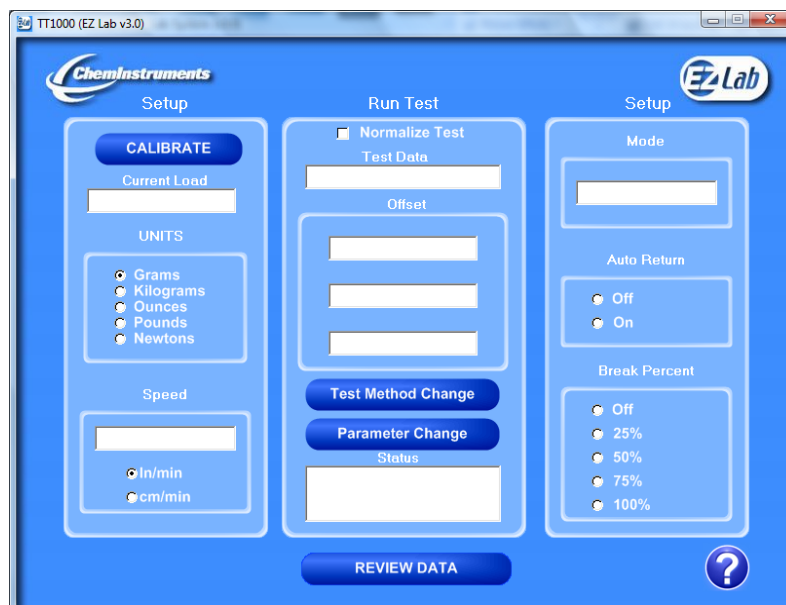 TT1000 (EZ Lab v3.0)
ChemInstruments
EZ Lab
Setup
CALIBRATE
Current Load
UNITS
Grams
Kilograms
Ounces
Pounds
Newtons
Speed
In/min
cm/min
Run Test
Normalize Test
Test Data
Offset
Test Method Change
Parameter Change
Status
REVIEW DATA
Setup
Mode
Auto Return
Off
On
Break Percent
Off
25%
50%
75%
100%
?